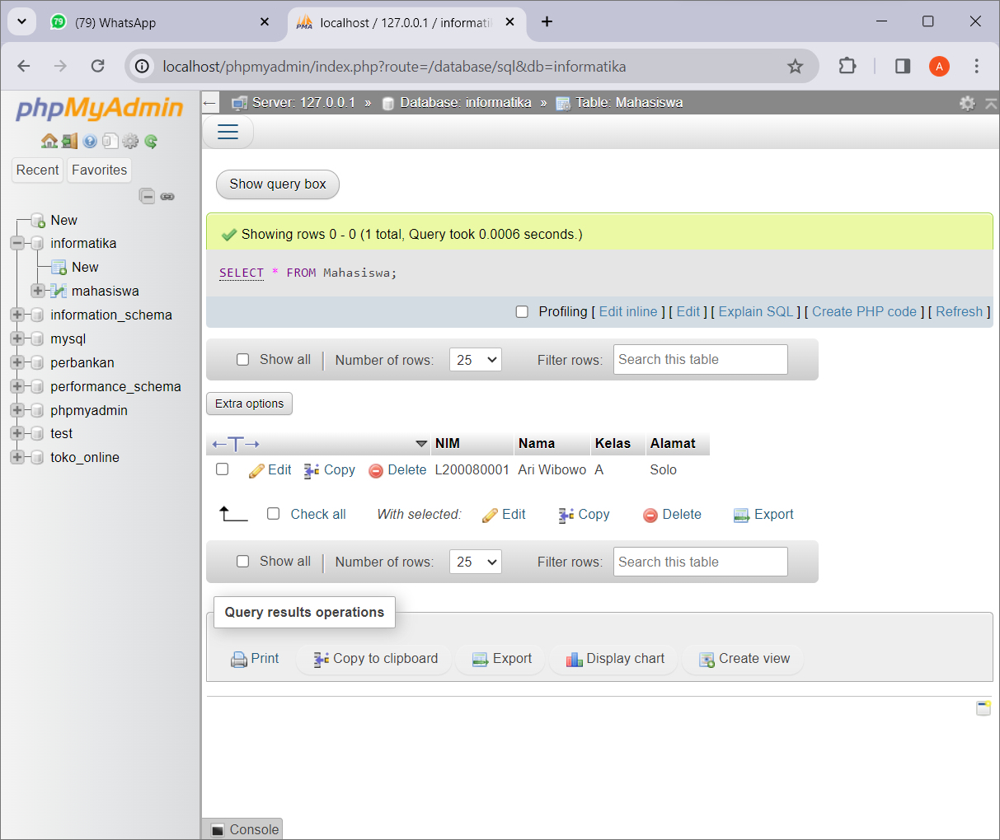 79
(79) WhatsApp
PMA
localhost / 127.0.0.1 / informati
localhost/phpmyadmin/index.php?route=/database/sql&db=informatika
A
phpMyAdmin
Recent
Favorites
New
informatika
New
mahasiswa
information_schema
mysql
perbankan
performance_schema
phpmyadmin
test
toko_online
Server: 127.0.0.1 » Database: informatika » Table: Mahasiswa
Show query box
Showing rows 0 - 0 (1 total, Query took 0.0006 seconds.)
SELECT * FROM Mahasiswa;
Profiling [ Edit inline ] [ Edit ] [ Explain SQL ] [ Create PHP code ] [ Refresh ]
Show all | Number of rows: 25 Filter rows: Search this table
Extra options
←T→ NIM Nama Kelas Alamat
Edit Copy Delete L200080001 Ari Wibowo A Solo
Check all With selected: Edit Copy Delete Export
Show all | Number of rows: 25 Filter rows: Search this table
Query results operations
Print Copy to clipboard Export Display chart Create view
Console